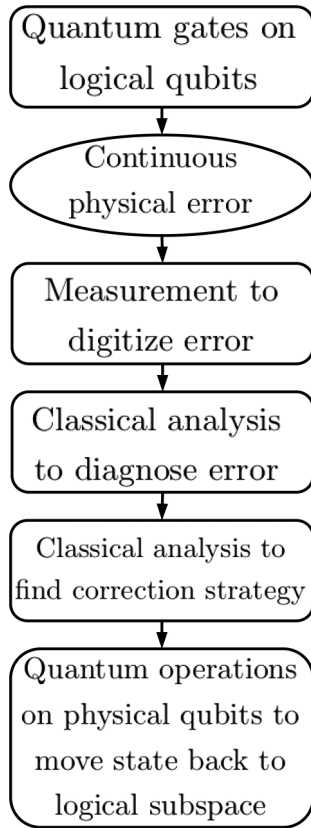 Quantum gates on
logical qubits
Continuous
physical error
Measurement to
digitize error
Classical analysis
to diagnose error
Classical analysis to
find correction strategy
Quantum operations
on physical qubits to
move state back to
logical subspace